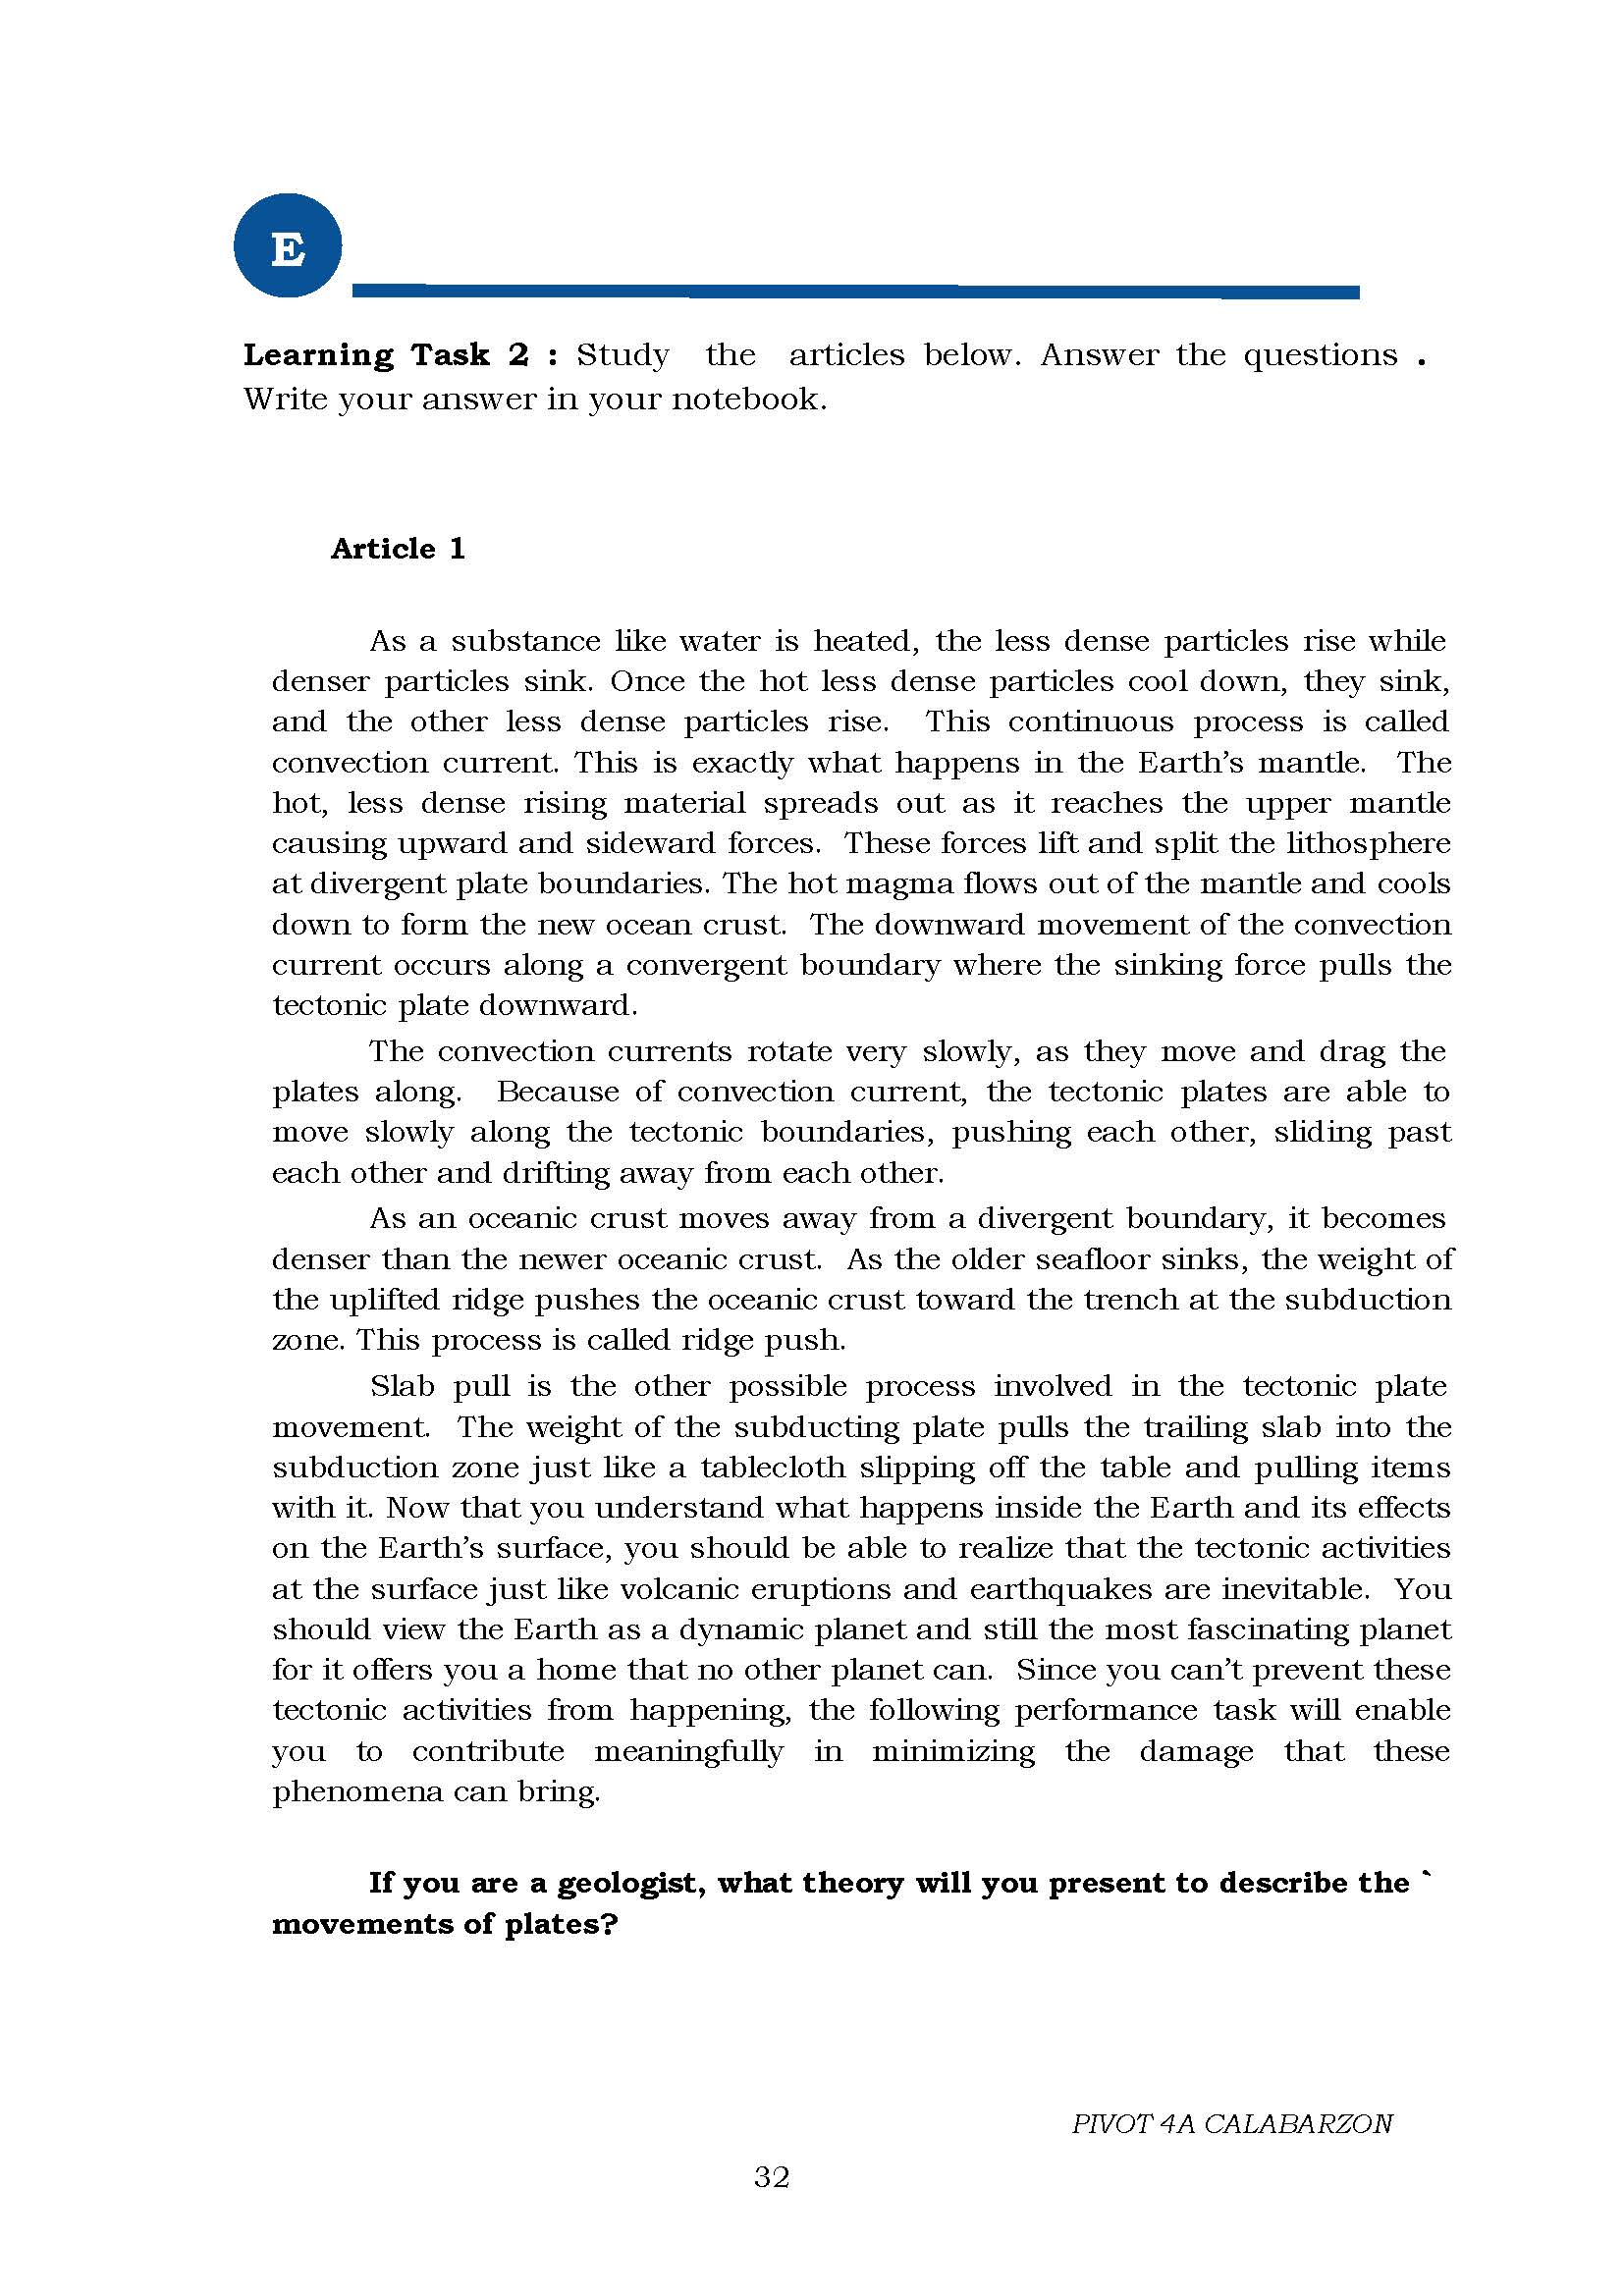 E
Learning Task 2 : Study the articles below. Answer the questions .
Write your answer in your notebook.
Article 1
As a substance like water is heated, the less dense particles rise while
denser particles sink. Once the hot less dense particles cool down, they sink,
and the other less dense particles rise. This continuous process is called
convection current. This is exactly what happens in the Earth's mantle. The
hot, less dense rising material spreads out as it reaches the upper mantle
causing upward and sideward forces. These forces lift and split the lithosphere
at divergent plate boundaries. The hot magma flows out of the mantle and cools
down to form the new ocean crust. The downward movement of the convection
current occurs along a convergent boundary where the sinking force pulls the
tectonic plate downward.
The convection currents rotate very slowly, as they move and drag the
plates along. Because of convection current, the tectonic plates are able to
move slowly along the tectonic boundaries, pushing each other, sliding past
each other and drifting away from each other.
As an oceanic crust moves away from a divergent boundary, it becomes
denser than the newer oceanic crust. As the older seafloor sinks, the weight of
the uplifted ridge pushes the oceanic crust toward the trench at the subduction
zone. This process is called ridge push.
Slab pull is the other possible process involved in the tectonic plate
movement. The weight of the subducting plate pulls the trailing slab into the
subduction zone just like a tablecloth slipping off the table and pulling items
with it. Now that you understand what happens inside the Earth and its effects
on the Earth's surface, you should be able to realize that the tectonic activities
at the surface just like volcanic eruptions and earthquakes are inevitable. You
should view the Earth as a dynamic planet and still the most fascinating planet
for it offers you a home that no other planet can. Since you can't prevent these
tectonic activities from happening, the following performance task will enable
you to contribute meaningfully in minimizing the damage that these
phenomena can bring.
If you are a geologist, what theory will you present to describe the `
movements of plates?
PIVOT 4A CALABARZON
32